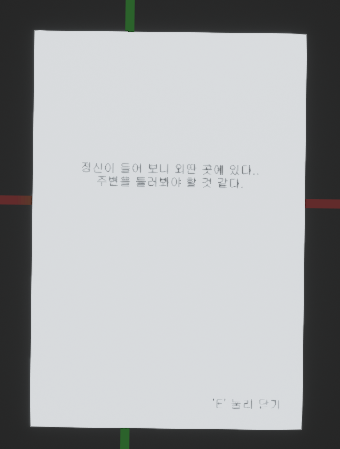 정신이 들어 보니 외딴 곳에 있다..
주변을 둘러봐야 할 것 같다.
'F' 눌러 닫기